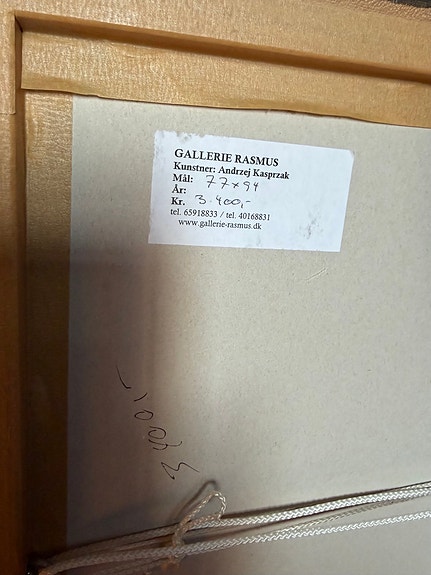 GALLERIE RASMUS
Kunstner: Andrzej Kasprzak
Mål: 77x94
År:
Kr. 3.400,-
tel. 65918833 / tel. 40168831
www.gallerie-rasmus.dk